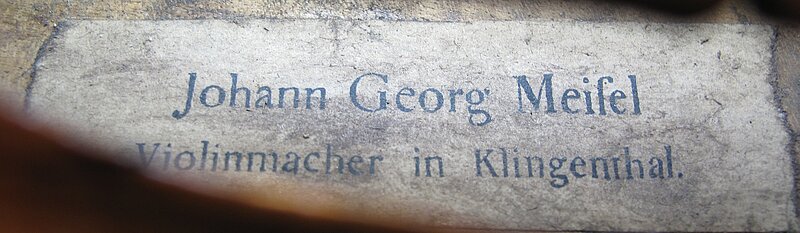 Johann Georg Meiſel
Violinmacher in Klingenthal.